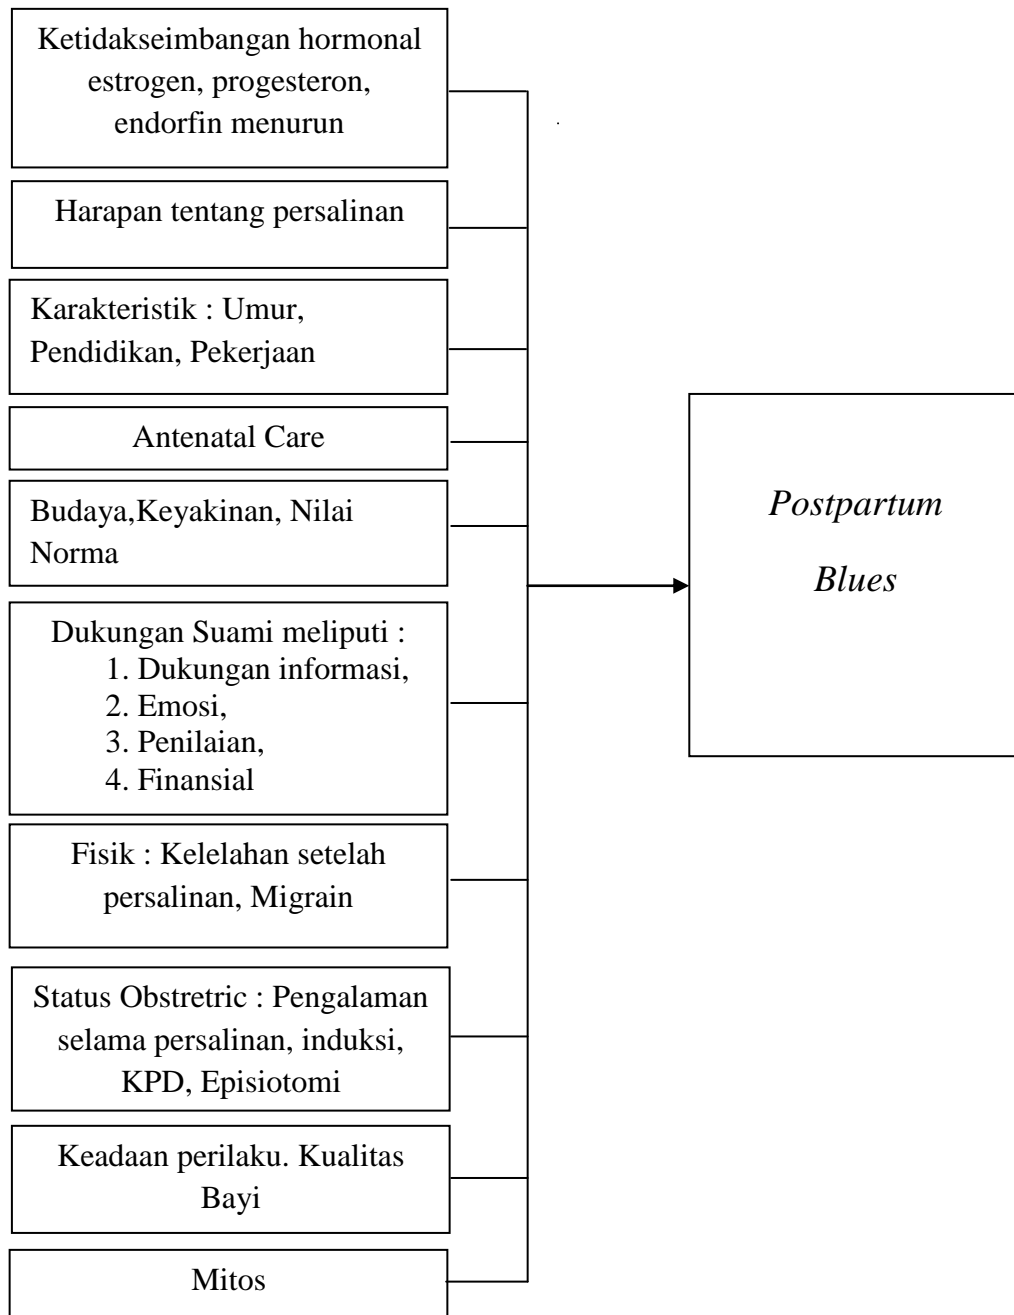 Ketidakseimbangan hormonal
estrogen, progesteron,
endorfin menurun
Harapan tentang persalinan
Karakteristik : Umur,
Pendidikan, Pekerjaan
Antenatal Care
Budaya,Keyakinan, Nilai
Norma
Dukungan Suami meliputi :
1. Dukungan informasi,
2. Emosi,
3. Penilaian,
4. Finansial
Fisik : Kelelahan setelah
persalinan, Migrain
Status Obstretric : Pengalaman
selama persalinan, induksi,
KPD, Episiotomi
Keadaan perilaku. Kualitas
Bayi
Mitos
Postpartum
Blues